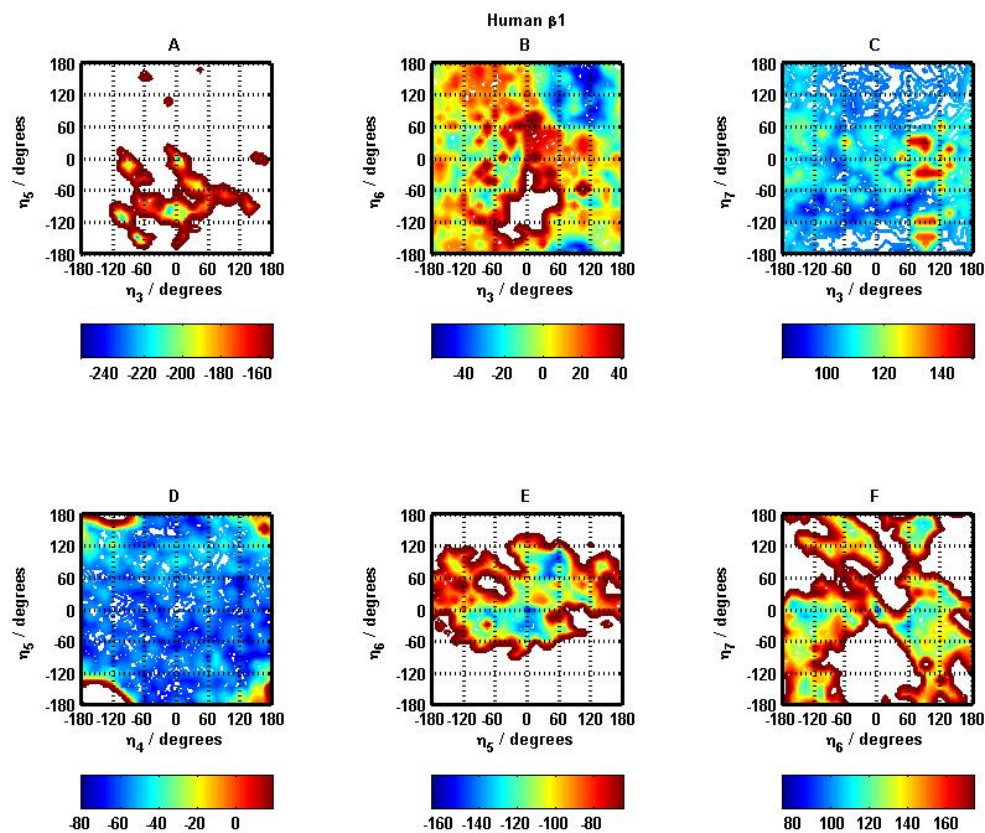 Human β1
A B C
180 180 180
120 120 120
60 60 60
0 0 0
-60 -60 -60
-120 -120 -120
-180 -180 -180
η5 / degrees η6 / degrees η7 / degrees
-180 -120 -60 0 60 120 180 -180 -120 -60 0 60 120 180 -180 -120 -60 0 60 120 180
η3 / degrees η3 / degrees η3 / degrees
-240 -220 -200 -180 -160 -40 -20 0 20 40 100 120 140
D E F
180 180 180
120 120 120
60 60 60
0 0 0
-60 -60 -60
-120 -120 -120
-180 -180 -180
η5 / degrees η6 / degrees η7 / degrees
-180 -120 -60 0 60 120 180 -180 -120 -60 0 60 120 180 -180 -120 -60 0 60 120 180
η4 / degrees η5 / degrees η6 / degrees
-80 -60 -40 -20 0 -160 -140 -120 -100 -80 80 100 120 140 160